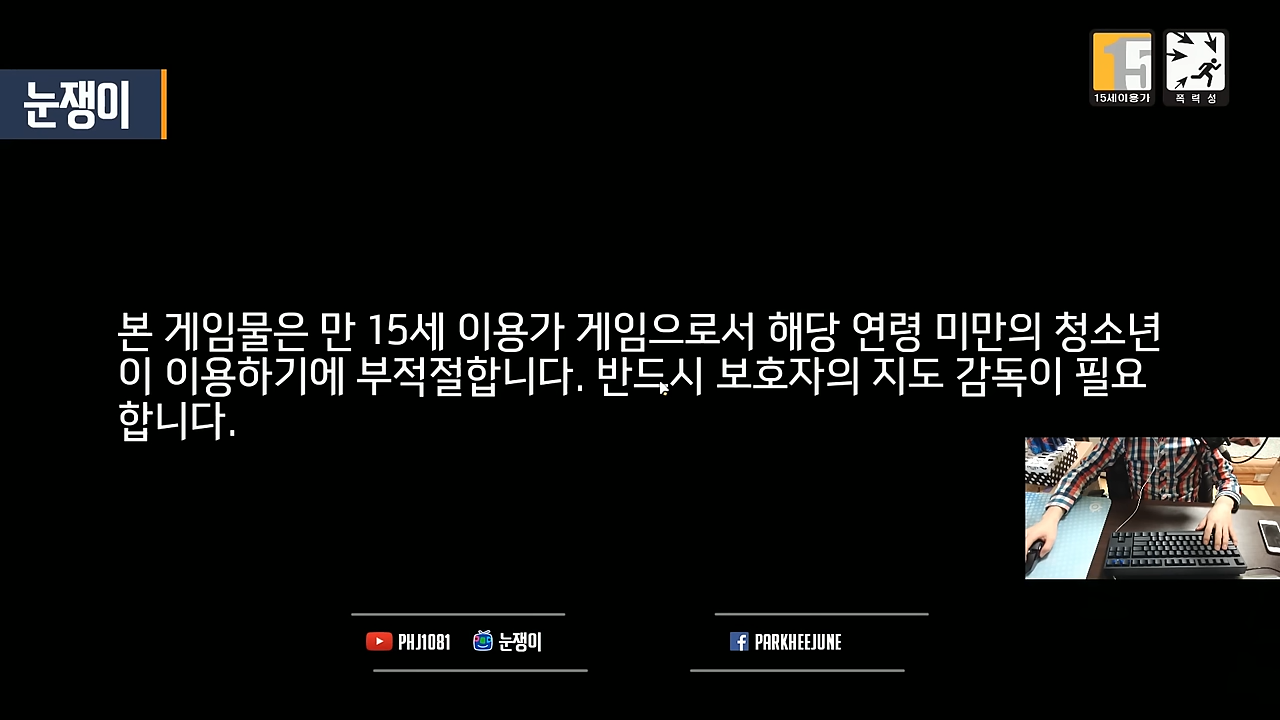 눈쟁이
15
15세이용가
폭력성
본 게임물은 만 15세 이용가 게임으로서 해당 연령 미만의 청소년
이 이용하기에 부적절합니다. 반드시 보호자의 지도 감독이 필요
합니다.
PHJ1081 눈쟁이 PARKHEEJUNE